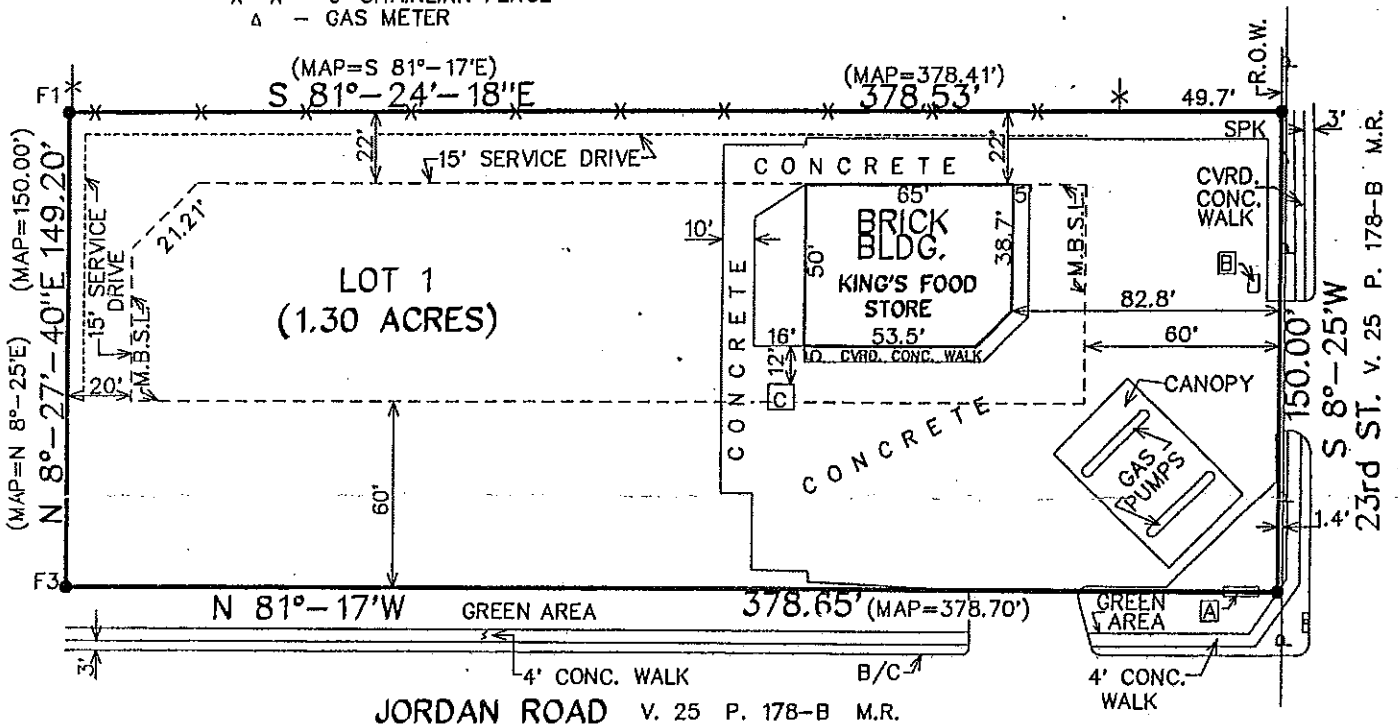 △ - GAS METER
(MAP=S 81°-17'E)
(MAP=378.41')
R.O.W.
F1
S 81°-24'-18"E
378.53'
49.7'
SPK
3'
22'
15' SERVICE DRIVE
CONCRETE
22'
CVRD.
CONC.
WALK
65'
5'
21.21'
10'
BRICK
BLDG.
50'
38.7'
M.B.S.L.
B
KING'S FOOD
STORE
LOT 1
(1.30 ACRES)
15' SERVICE
DRIVE
M.B.S.L.
20'
CONCRETE
82.8'
16'
53.5'
60'
5'
CVRD. CONC. WALK
12'
C
CANOPY
CONCRETE
GAS
PUMPS
60'
1.4'
(MAP=N 8°-25'E)
(MAP=150.00')
N 8°-27'-40"E 149.20'
150.00'
S 8°-25'W
23rd ST. V. 25 P. 178-B M.R.
F3
N 81°-17'W
GREEN AREA
378.65' (MAP=378.70')
GREEN
AREA
A
3'
4' CONC. WALK
B/C
4' CONC.
WALK
JORDAN ROAD V. 25 P. 178-B M.R.